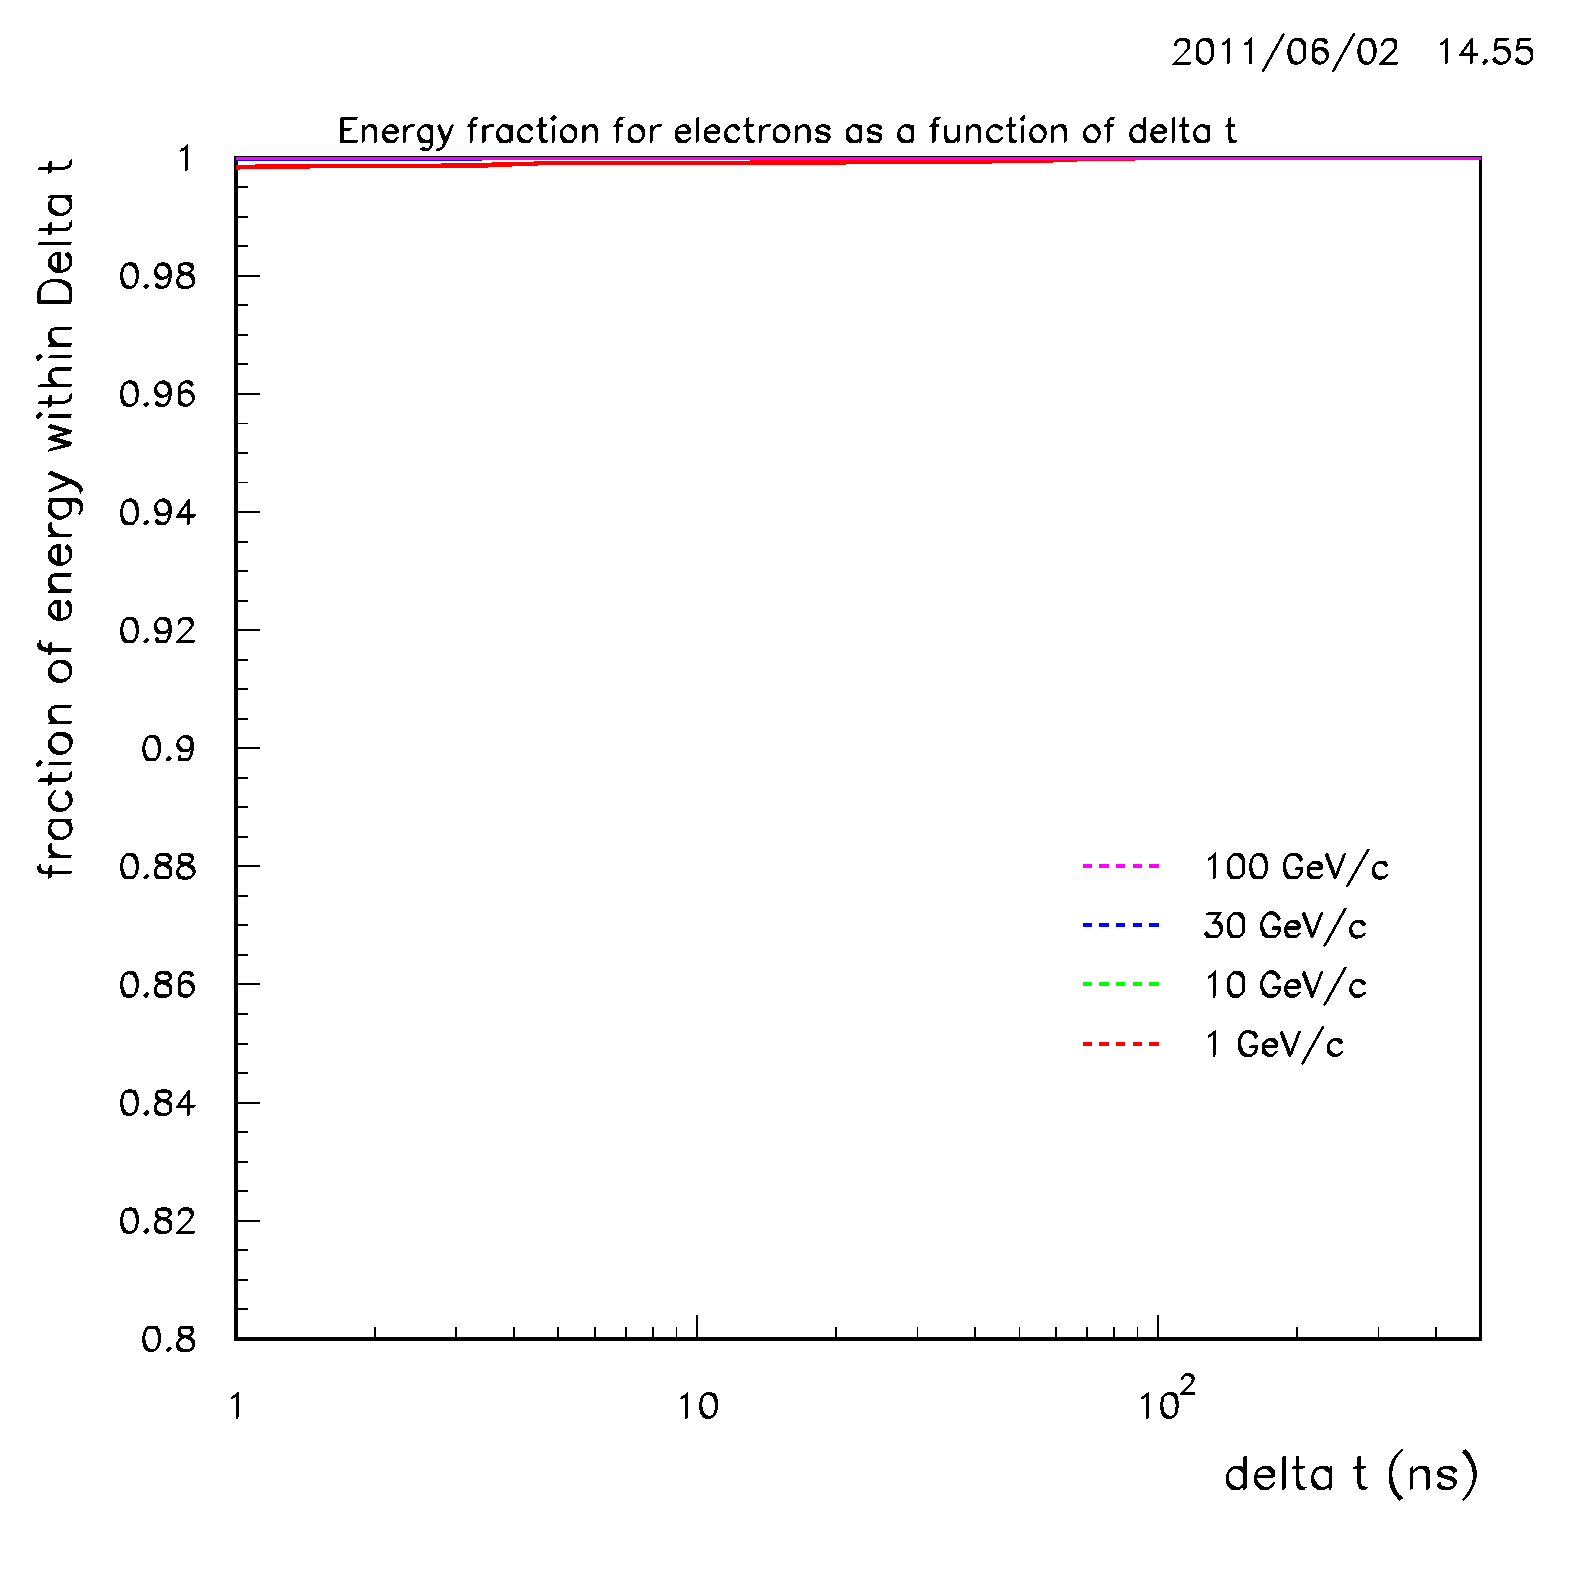 2011/06/02 14.55
Energy fraction for electrons as a function of delta t
fraction of energy within Delta t
1
0.98
0.96
0.94
0.92
0.9
0.88
0.86
0.84
0.82
0.8
100 GeV/c
30 GeV/c
10 GeV/c
1 GeV/c
1
10
10²
delta t (ns)